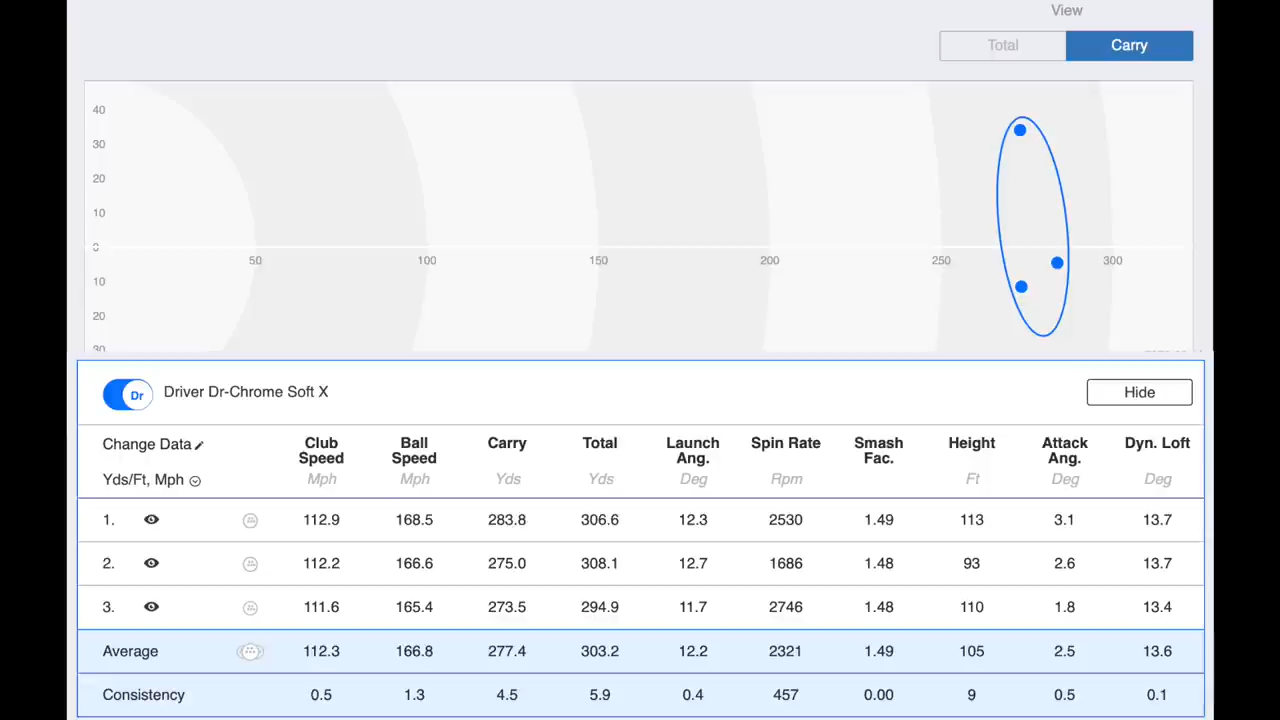 View
Total Carry
40
30
20
10
0
50 100 150 200 250 300
10
20
30
Dr Driver Dr-Chrome Soft X Hide
Change Data Club Speed Ball Speed Carry Total Launch Ang. Spin Rate Smash Fac. Height Attack Ang. Dyn. Loft
Yds/Ft, Mph Mph Mph Yds Yds Deg Rpm Ft Deg Deg
1. 112.9 168.5 283.8 306.6 12.3 2530 1.49 113 3.1 13.7
2. 112.2 166.6 275.0 308.1 12.7 1686 1.48 93 2.6 13.7
3. 111.6 165.4 273.5 294.9 11.7 2746 1.48 110 1.8 13.4
Average 112.3 166.8 277.4 303.2 12.2 2321 1.49 105 2.5 13.6
Consistency 0.5 1.3 4.5 5.9 0.4 457 0.00 9 0.5 0.1